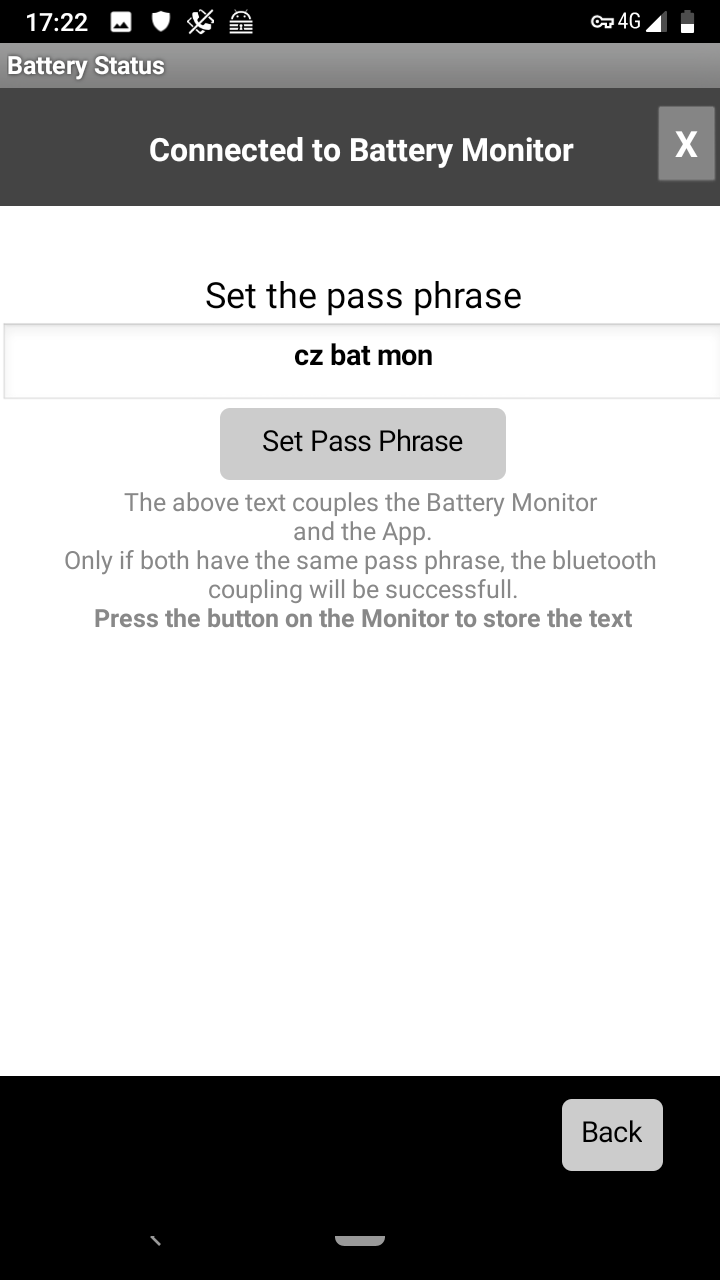 17:22 4G
Battery Status
Connected to Battery Monitor
X
Set the pass phrase
cz bat mon
Set Pass Phrase
The above text couples the Battery Monitor
and the App.
Only if both have the same pass phrase, the bluetooth
coupling will be successfull.
Press the button on the Monitor to store the text
Back